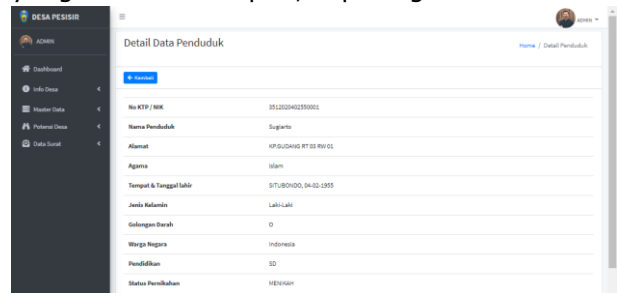 DESA PESISIR
ADMIN
ADMIN
Detail Data Penduduk
Home / Detail Penduduk
Dashboard
Info Desa
Master Data
Potensi Desa
Data Surat
Kembali
No KTP / NIK 3512020402550001
Nama Penduduk Sugiarto
Alamat KP.GUDANG RT 03 RW 01
Agama Islam
Tempat & Tanggal lahir SITUBONDO, 04-02-1955
Jenis Kelamin Laki-Laki
Golongan Darah O
Warga Negara Indonesia
Pendidikan SD
Status Pernikahan MENIKAH